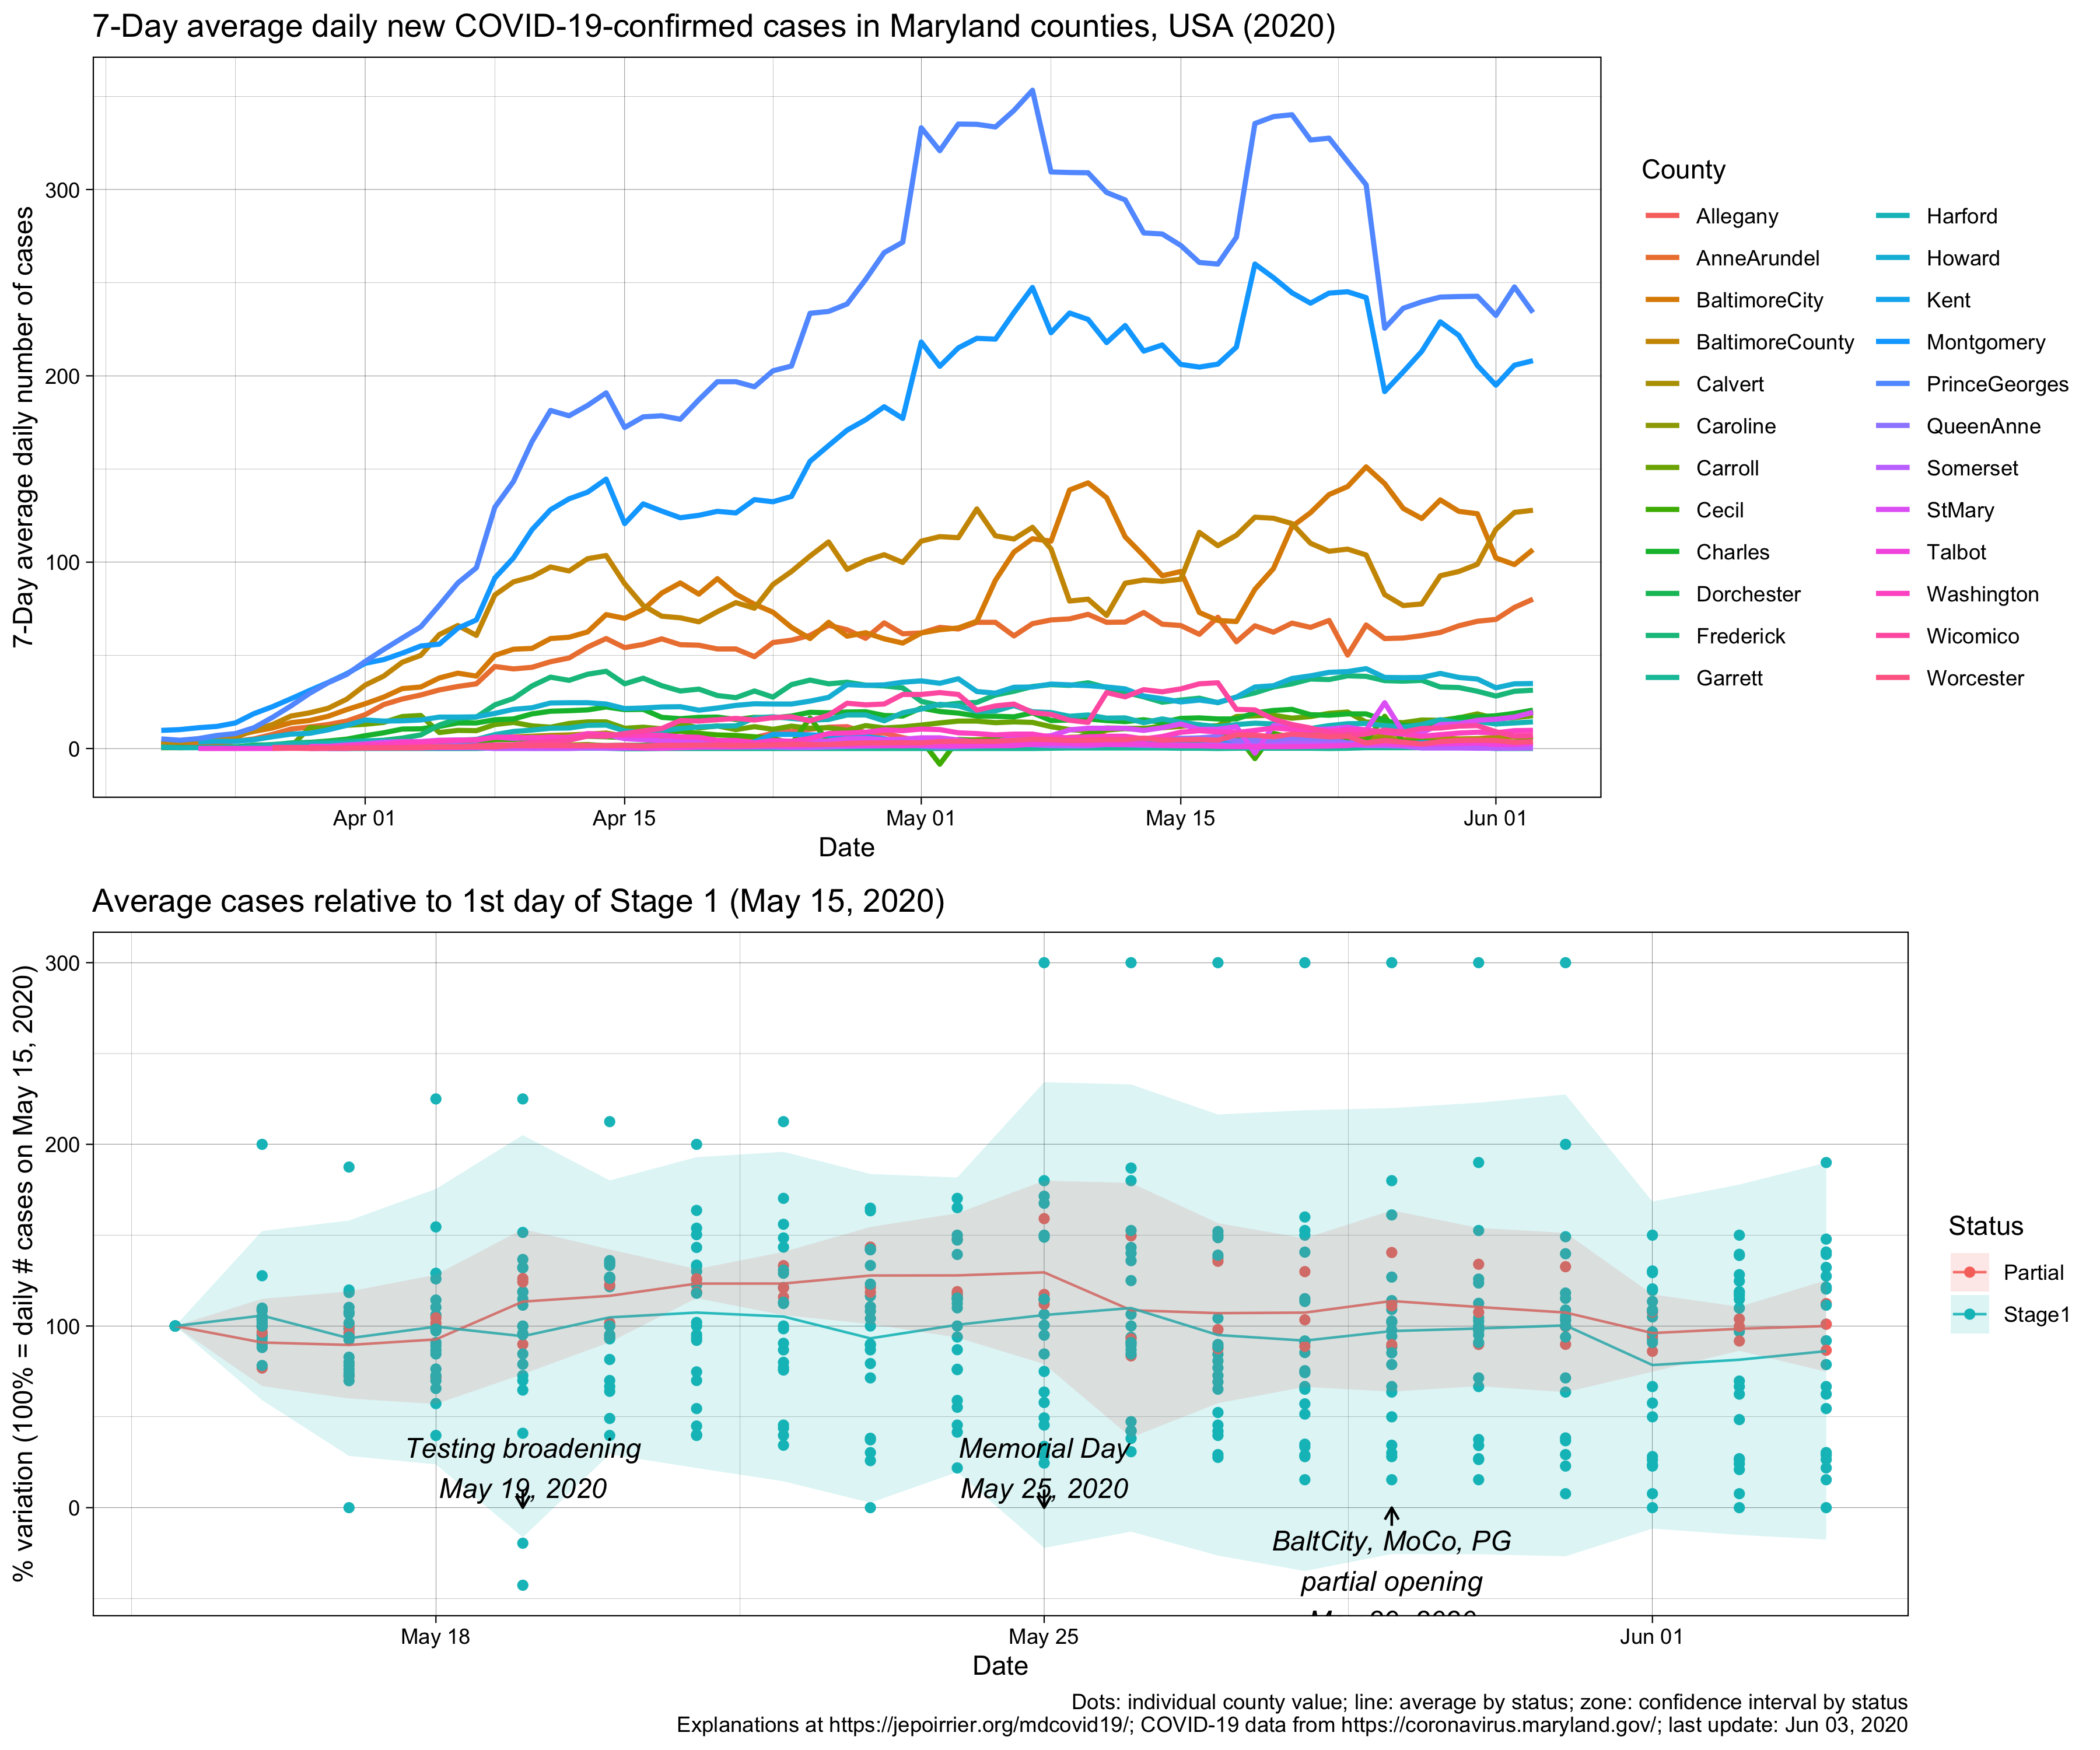 7-Day average daily new COVID-19-confirmed cases in Maryland counties, USA (2020)
7-Day average daily number of cases
300
200
100
0
Apr 01
Apr 15
May 01
May 15
Jun 01
Date
County
Allegany
AnneArundel
BaltimoreCity
BaltimoreCounty
Calvert
Caroline
Carroll
Cecil
Charles
Dorchester
Frederick
Garrett
Harford
Howard
Kent
Montgomery
PrinceGeorges
QueenAnne
Somerset
StMary
Talbot
Washington
Wicomico
Worcester
Average cases relative to 1st day of Stage 1 (May 15, 2020)
% variation (100% = daily # cases on May 15, 2020)
300
200
100
0
Testing broadening
May 19, 2020
Memorial Day
May 25, 2020
BaltCity, MoCo, PG
partial opening
May 18
May 25
Jun 01
Date
Status
Partial
Stage1
Dots: individual county value; line: average by status; zone: confidence interval by status
Explanations at https://jepoirrier.org/mdcovid19/; COVID-19 data from https://coronavirus.maryland.gov/; last update: Jun 03, 2020